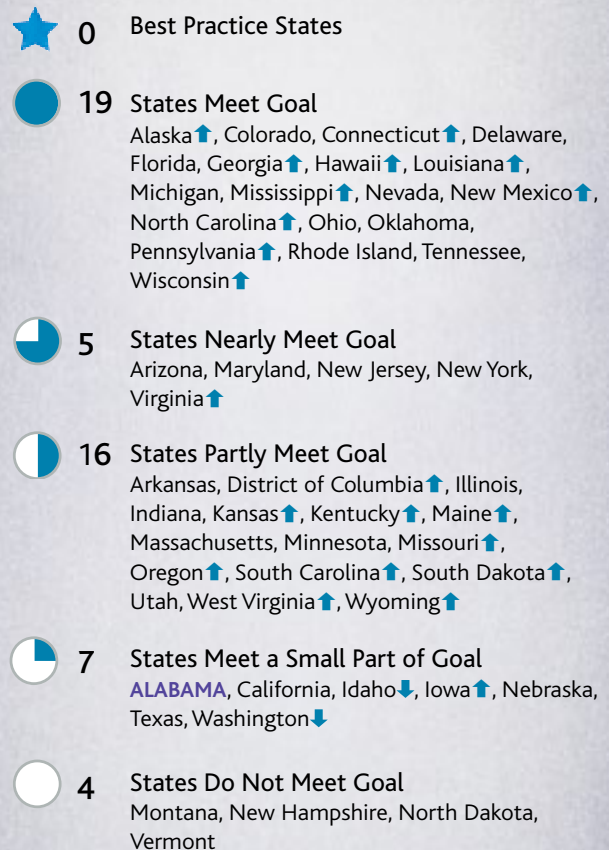 0 Best Practice States
19 States Meet Goal
Alaska⬆, Colorado, Connecticut⬆, Delaware,
Florida, Georgia⬆, Hawaii⬆, Louisiana⬆,
Michigan, Mississippi⬆, Nevada, New Mexico⬆,
North Carolina⬆, Ohio, Oklahoma,
Pennsylvania⬆, Rhode Island, Tennessee,
Wisconsin⬆
5 States Nearly Meet Goal
Arizona, Maryland, New Jersey, New York,
Virginia⬆
16 States Partly Meet Goal
Arkansas, District of Columbia⬆, Illinois,
Indiana, Kansas⬆, Kentucky⬆, Maine⬆,
Massachusetts, Minnesota, Missouri⬆,
Oregon⬆, South Carolina⬆, South Dakota⬆,
Utah, West Virginia⬆, Wyoming⬆
7 States Meet a Small Part of Goal
ALABAMA, California, Idaho⬇, Iowa⬆, Nebraska,
Texas, Washington⬇
4 States Do Not Meet Goal
Montana, New Hampshire, North Dakota,
Vermont